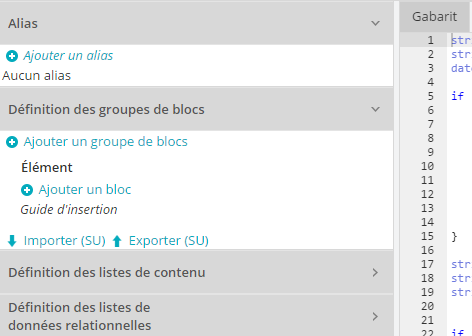 Alias
Ajouter un alias
Aucun alias
Définition des groupes de blocs
Ajouter un groupe de blocs
Élément
Ajouter un bloc
Guide d'insertion
Importer (SU) Exporter (SU)
Définition des listes de contenu
Définition des listes de
données relationnelles
Gabarit
1 str
2 str
3 dat
4
5 if
6
7
8
9
10
11
12
13
14
15 }
16
17 str
18 str
19 str
20
21
22 if